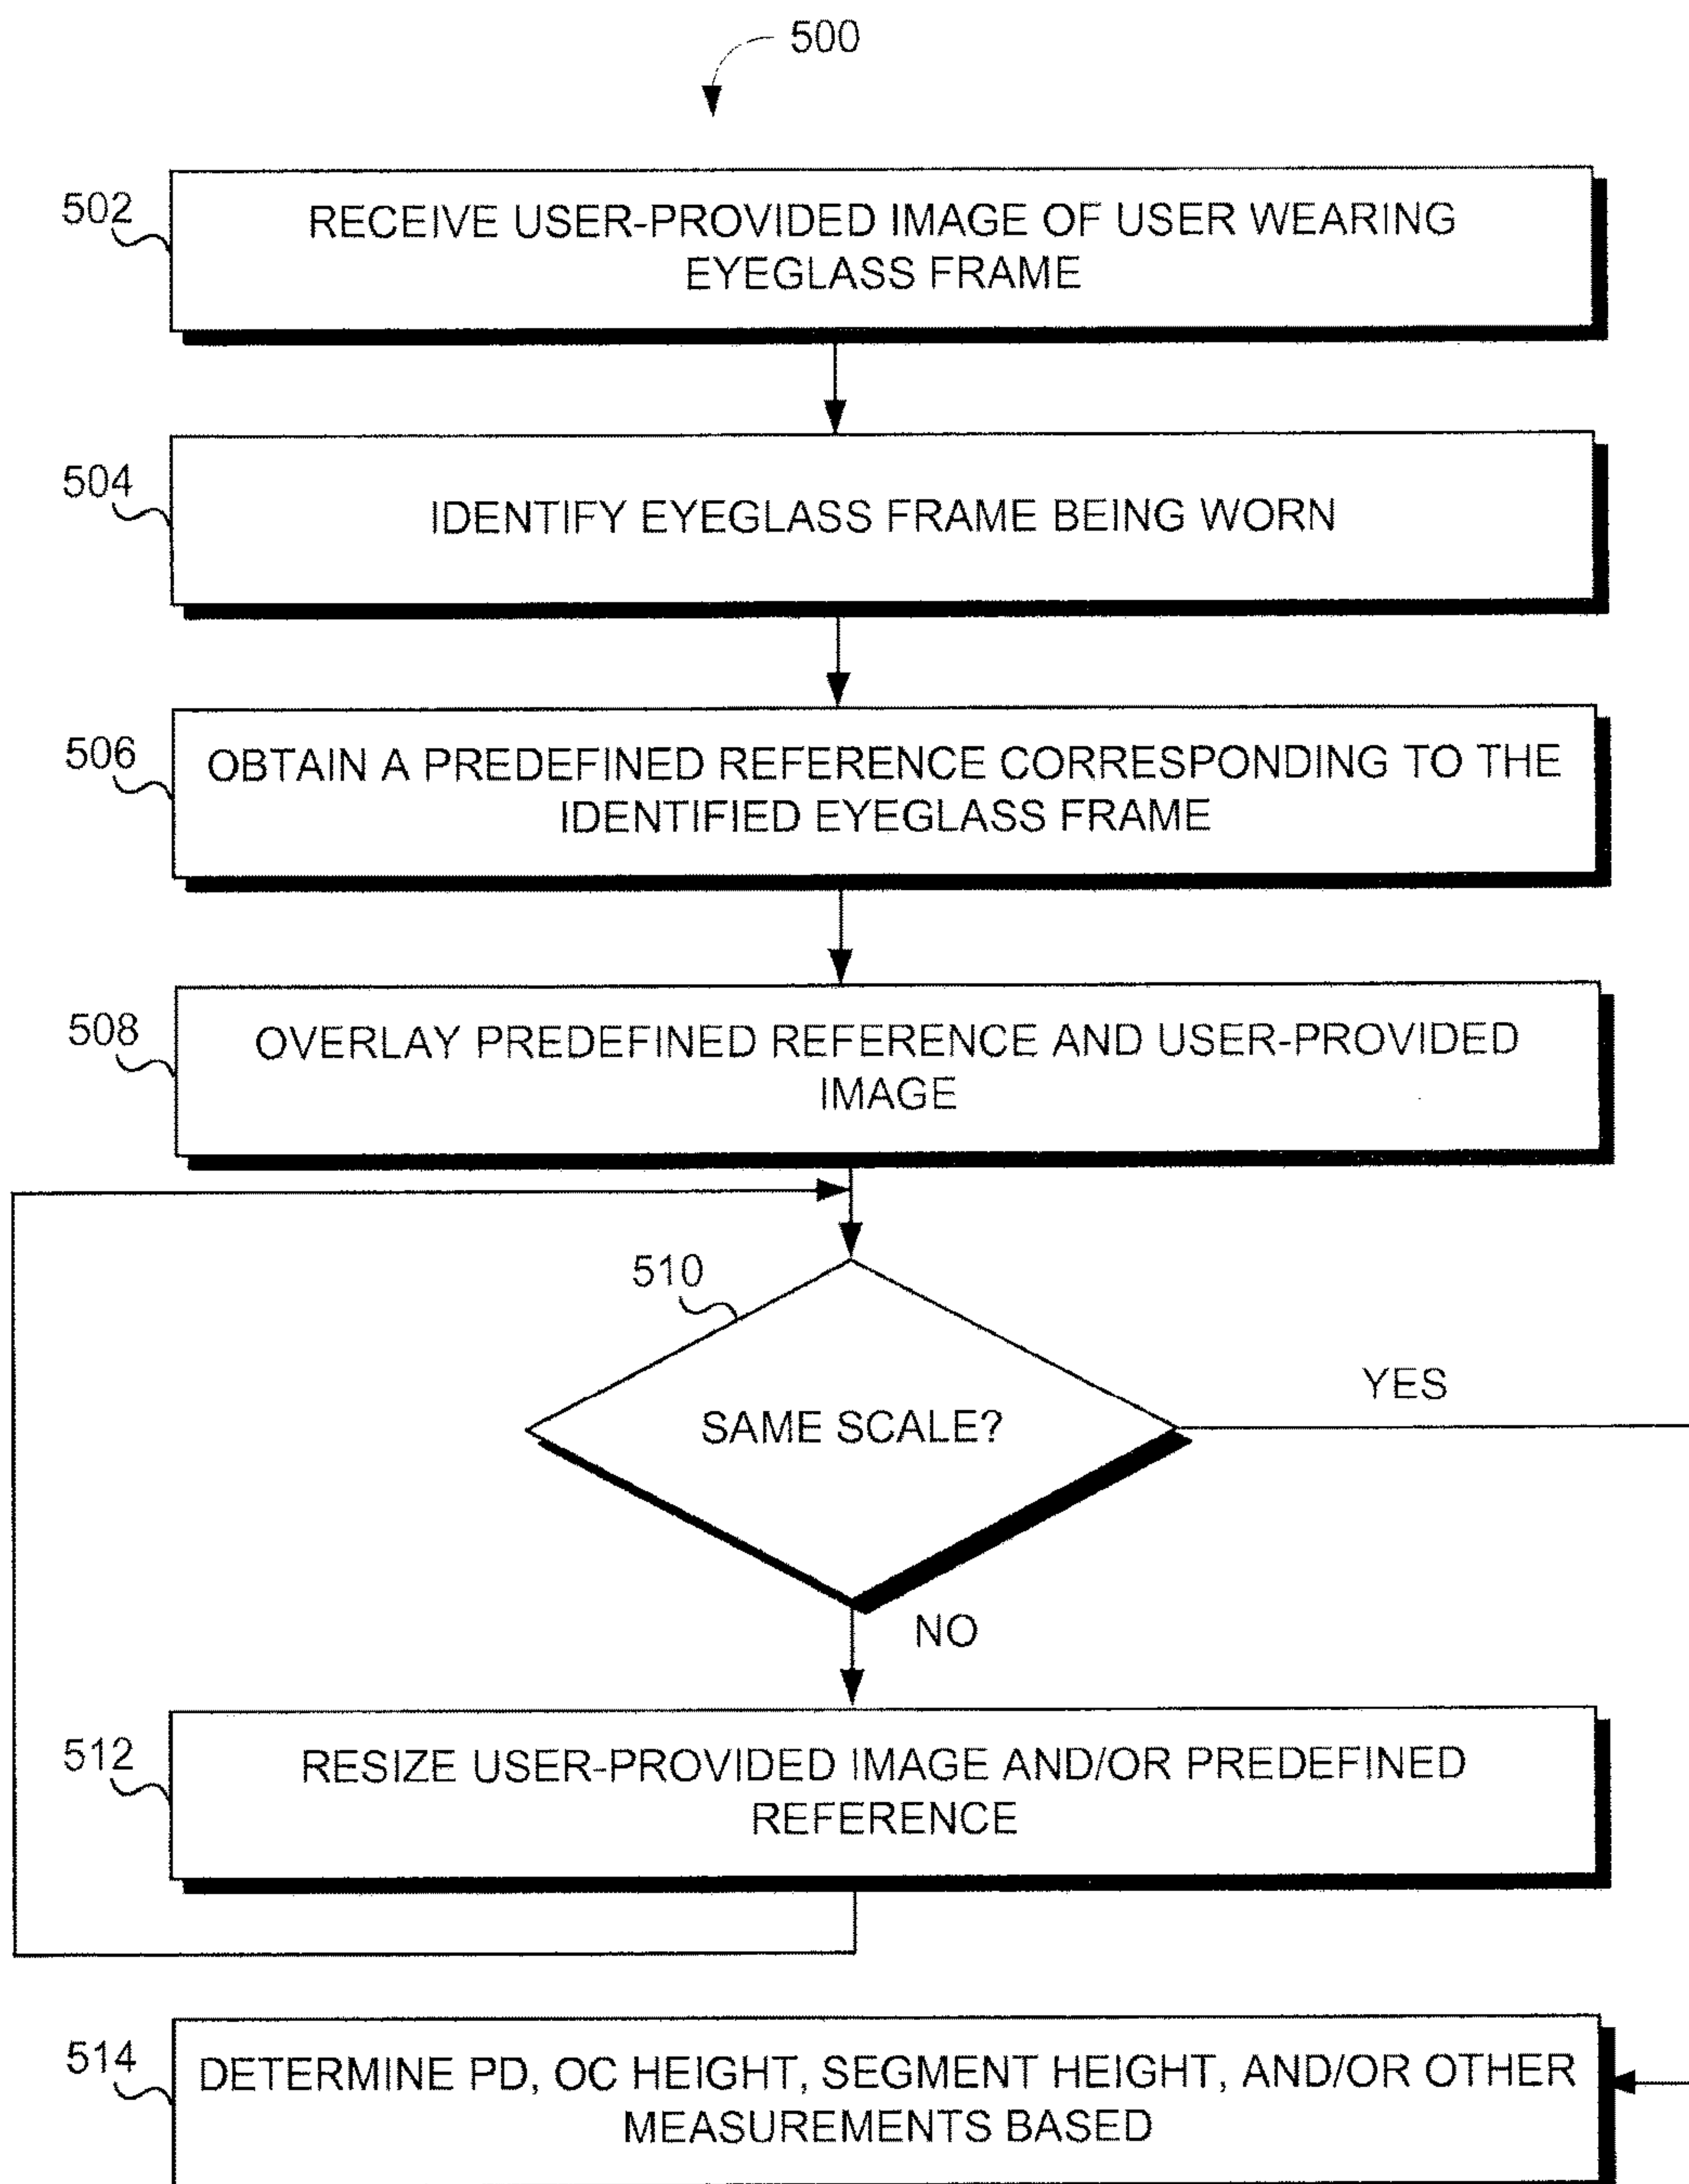 500
502
RECEIVE USER-PROVIDED IMAGE OF USER WEARING
EYEGLASS FRAME
504
IDENTIFY EYEGLASS FRAME BEING WORN
506
OBTAIN A PREDEFINED REFERENCE CORRESPONDING TO THE
IDENTIFIED EYEGLASS FRAME
508
OVERLAY PREDEFINED REFERENCE AND USER-PROVIDED
IMAGE
510
SAME SCALE?
YES
NO
512
RESIZE USER-PROVIDED IMAGE AND/OR PREDEFINED
REFERENCE
514
DETERMINE PD, OC HEIGHT, SEGMENT HEIGHT, AND/OR OTHER
MEASUREMENTS BASED